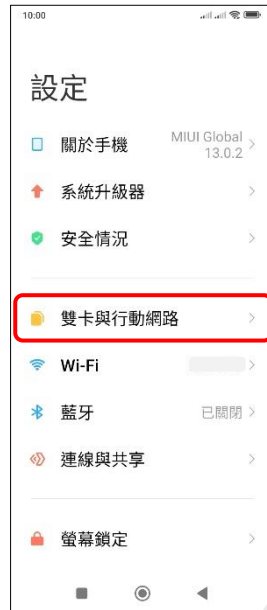 10:00
設定
關於手機
MIUI Global
13.0.2
系統升級器
安全情況
雙卡與行動網路
Wi-Fi
藍牙
已關閉
連線與共享
螢幕鎖定